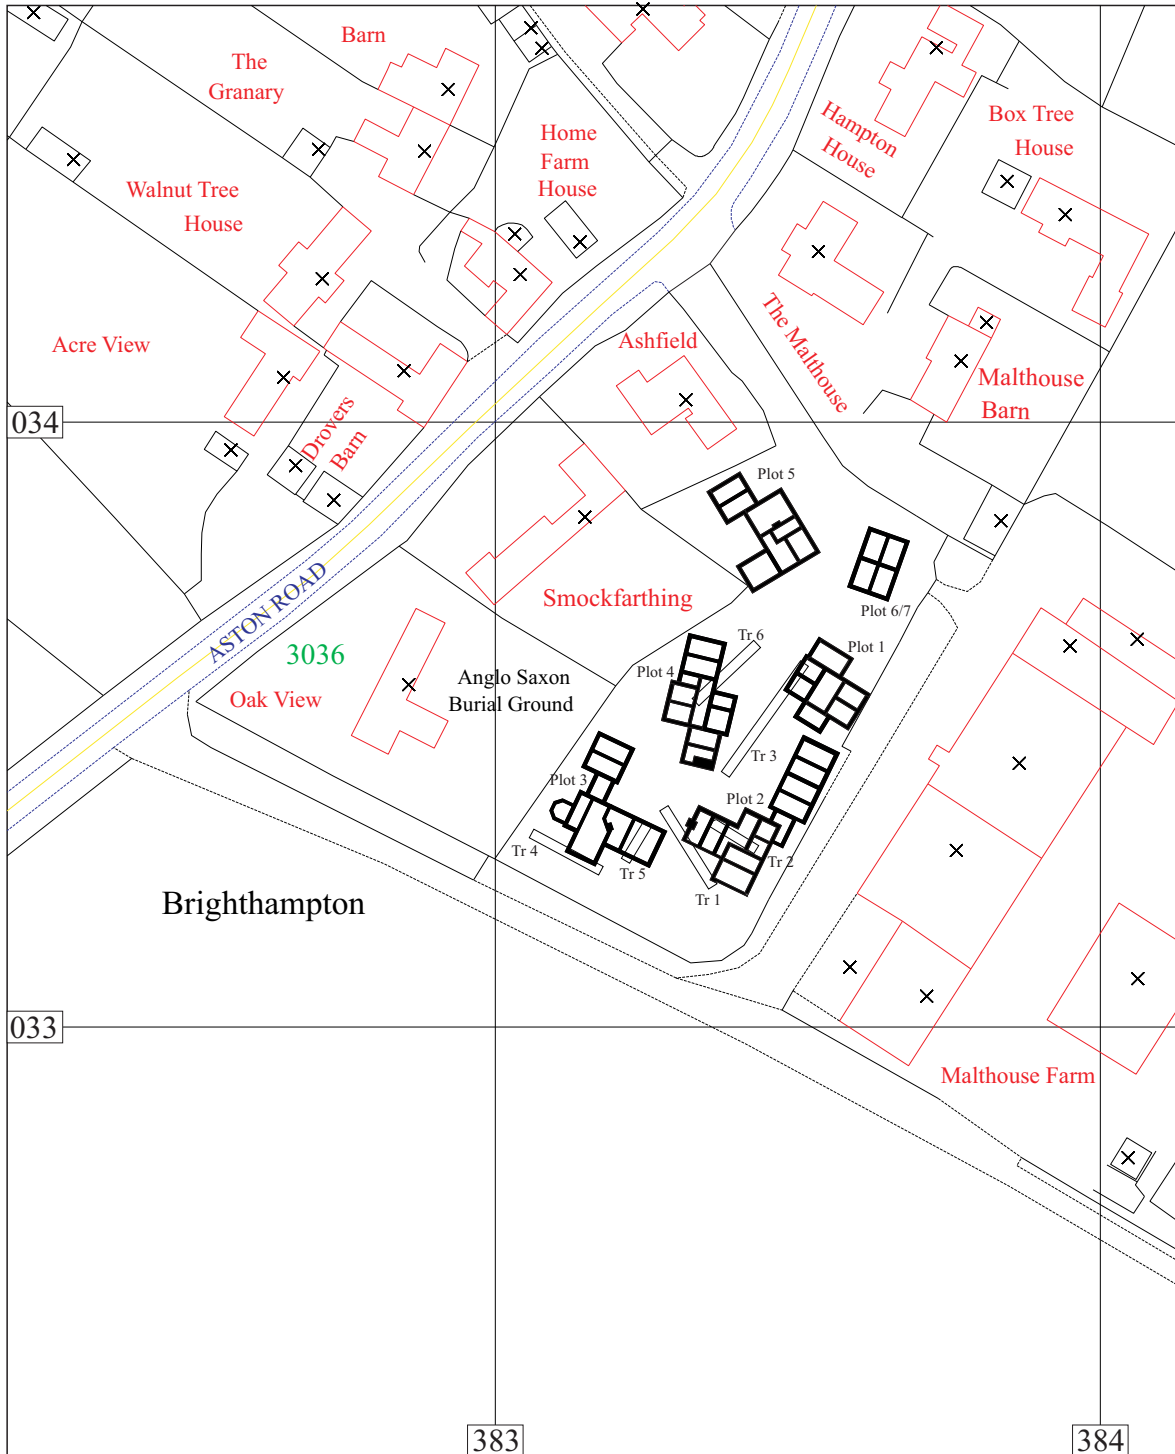 Barn
The
Granary
Home
Farm
House
Hampton
House
Box Tree
House
Walnut Tree
House
Acre View
Ashfield
The Malthouse
Malthouse
Barn
Drovers
Barn
034
Plot 5
ASTON ROAD
Smockfarthing
Plot 6/7
3036
Oak View
Anglo Saxon
Burial Ground
Tr 6
Plot 4
Plot 1
Tr 3
Plot 3
Plot 2
Tr 4
Tr 5
Tr 2
Tr 1
Brighthampton
033
Malthouse Farm
383
384